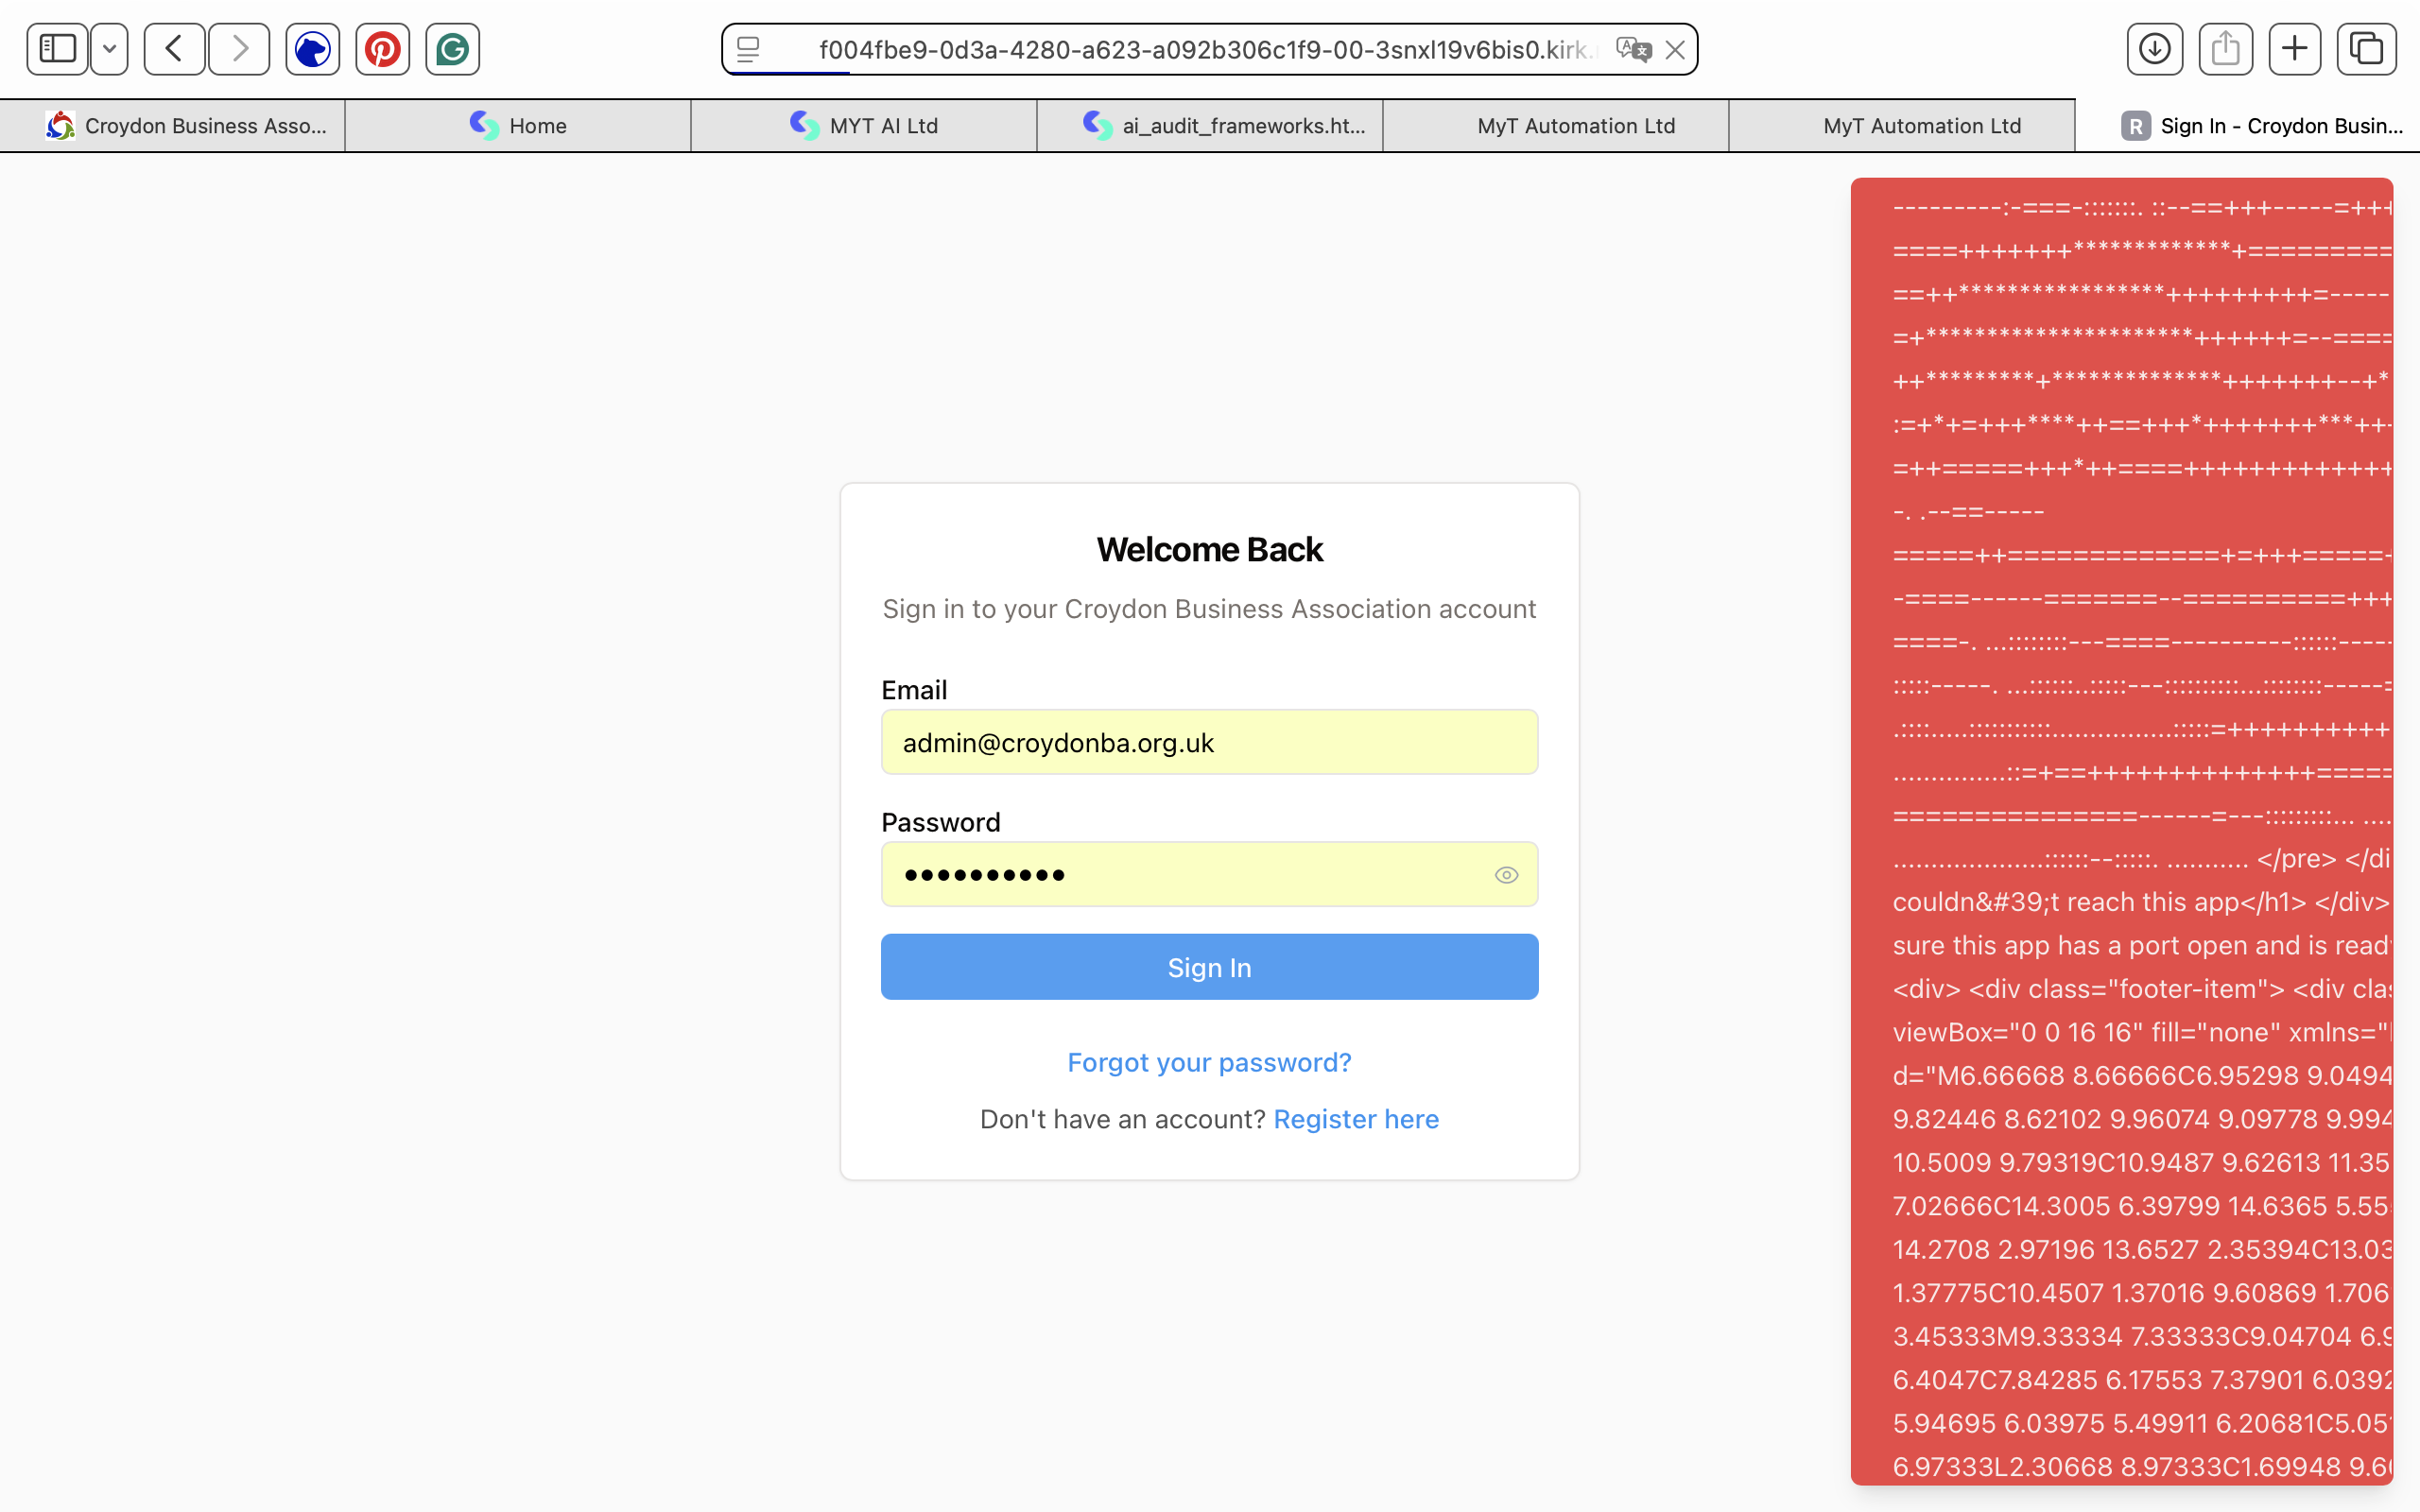 f004fbe9-0d3a-4280-a623-a092b306c1f9-00-3snxl19v6bis0.kirk.
Croydon Business Asso...
Home
MYT AI Ltd
ai_audit_frameworks.ht...
MyT Automation Ltd
MyT Automation Ltd
R
Sign In - Croydon Busin...
Welcome Back
Sign in to your Croydon Business Association account
Email
admin@croydonba.org.uk
Password
••••••••••
Sign In
Forgot your password?
Don't have an account? Register here
-. .--==-----
</pre> </di
couldn&#39;t reach this app</h1> </div>
sure this app has a port open and is read
<div> <div class="footer-item"> <div cla
viewBox="0 0 16 16" fill="none" xmlns="
d="M6.66668 8.66666C6.95298 9.0494
9.82446 8.62102 9.96074 9.09778 9.994
10.5009 9.79319C10.9487 9.62613 11.35
7.02666C14.3005 6.39799 14.6365 5.55
14.2708 2.97196 13.6527 2.35394C13.03
1.37775C10.4507 1.37016 9.60869 1.706
3.45333M9.33334 7.33333C9.04704 6.9
6.4047C7.84285 6.17553 7.37901 6.0392
5.94695 6.03975 5.49911 6.20681C5.05
6.97333L2.30668 8.97333C1.69948 9.6